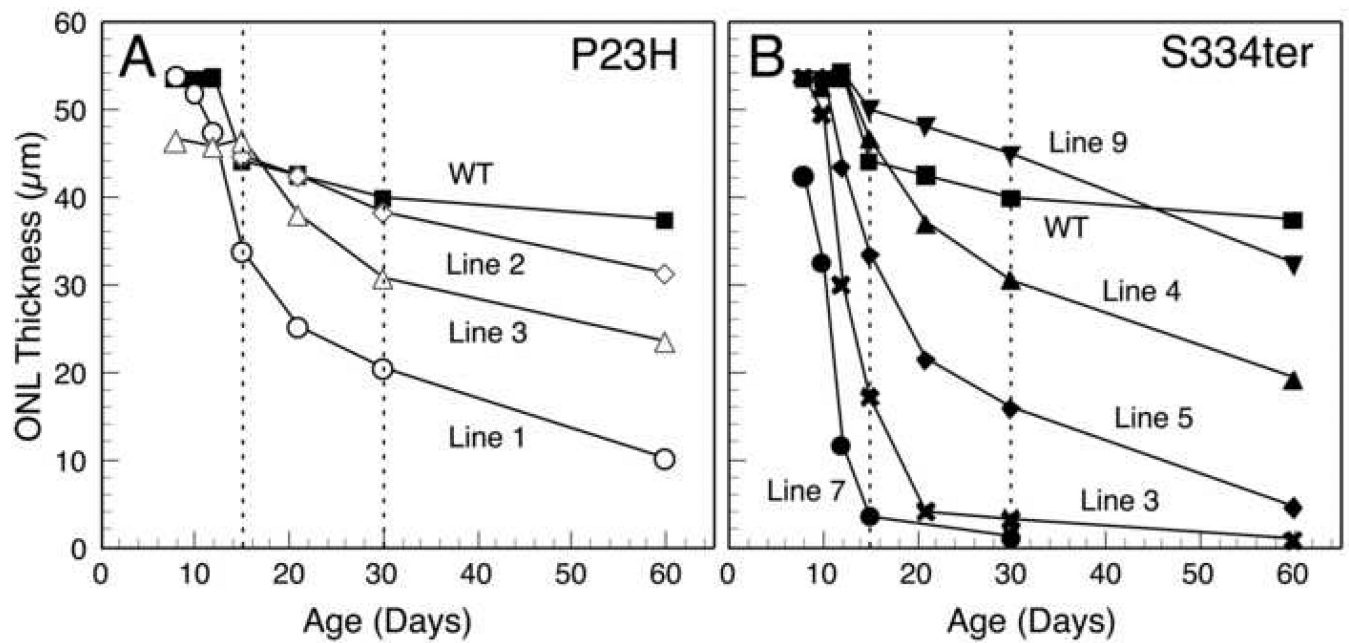 A
P23H
60
50
40
30
20
10
0
ONL Thickness (µm)
WT
Line 2
Line 3
Line 1
0 10 20 30 40 50 60
Age (Days)
B
S334ter
Line 9
WT
Line 4
Line 5
Line 7
Line 3
0 10 20 30 40 50 60
Age (Days)